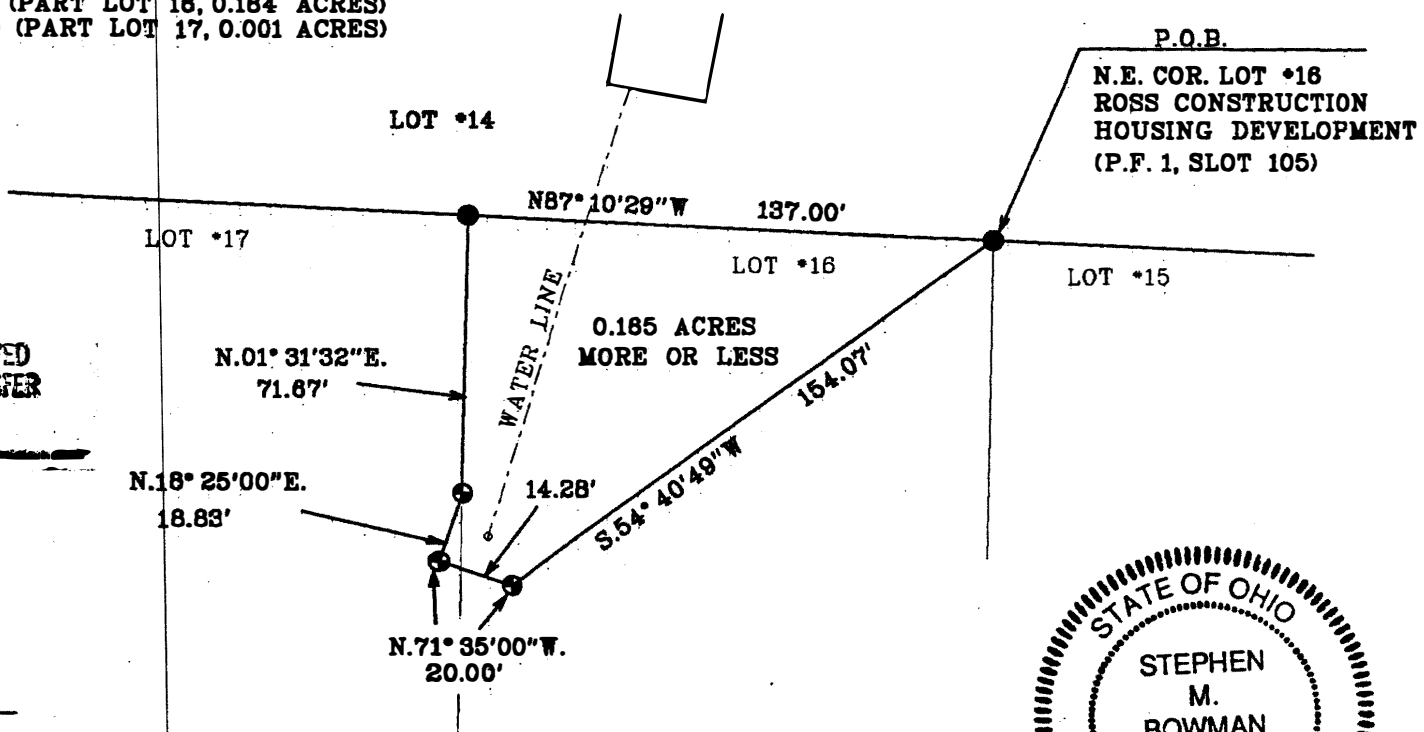 (PART LOT 16, 0.184 ACRES)
(PART LOT 17, 0.001 ACRES)
P.O.B.
N.E. COR. LOT #16
ROSS CONSTRUCTION
HOUSING DEVELOPMENT
(P.F. 1, SLOT 105)
LOT #14
N87°10'29"W 137.00'
LOT #17
LOT #16
LOT #15
WATER LINE
0.185 ACRES
MORE OR LESS
N.01°31'32"E.
71.67'
154.07'
S.54°40'49"W
N.18°25'00"E.
18.83'
14.28'
N.71°35'00"W.
20.00'
STATE OF OHIO
STEPHEN
M.
BOWMAN